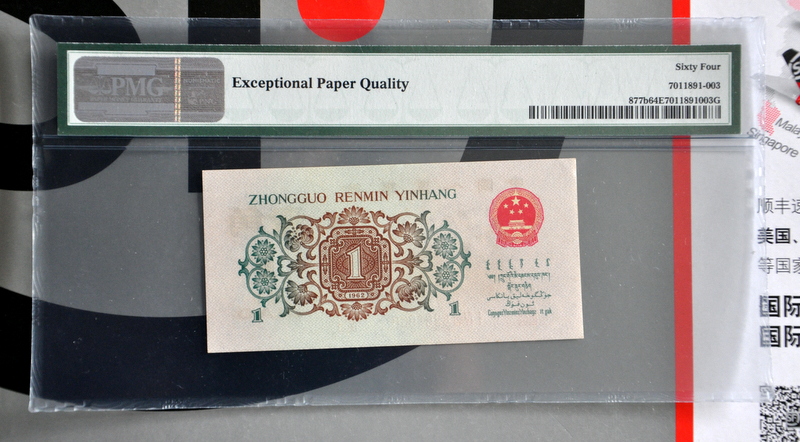 PMG
Exceptional Paper Quality
Sixty Four
7011891-003
877b64E7011891003G
Mala
Singapore
顺丰速
美国、
等国家
国际
国际
ZHONGGUO RENMIN YINHANG
1
1962
1
1